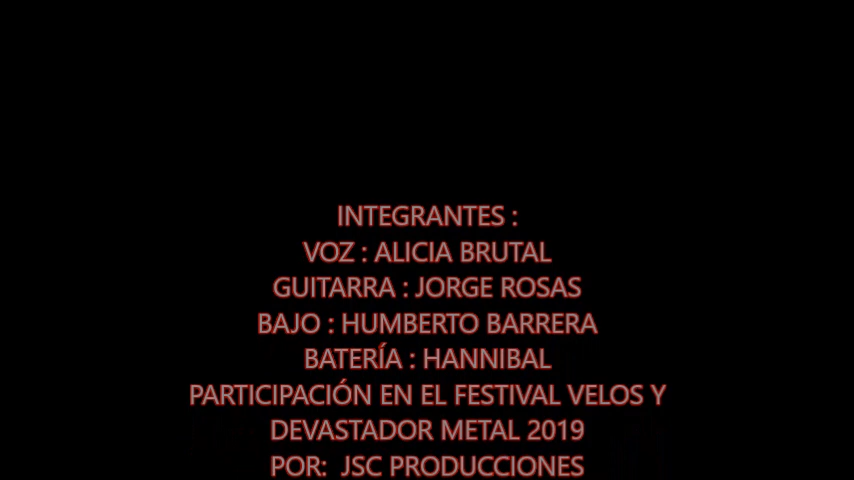 INTEGRANTES :
VOZ : ALICIA BRUTAL
GUITARRA : JORGE ROSAS
BAJO : HUMBERTO BARRERA
BATERÍA : HANNIBAL
PARTICIPACIÓN EN EL FESTIVAL VELOS Y
DEVASTADOR METAL 2019
POR:  JSC PRODUCCIONES